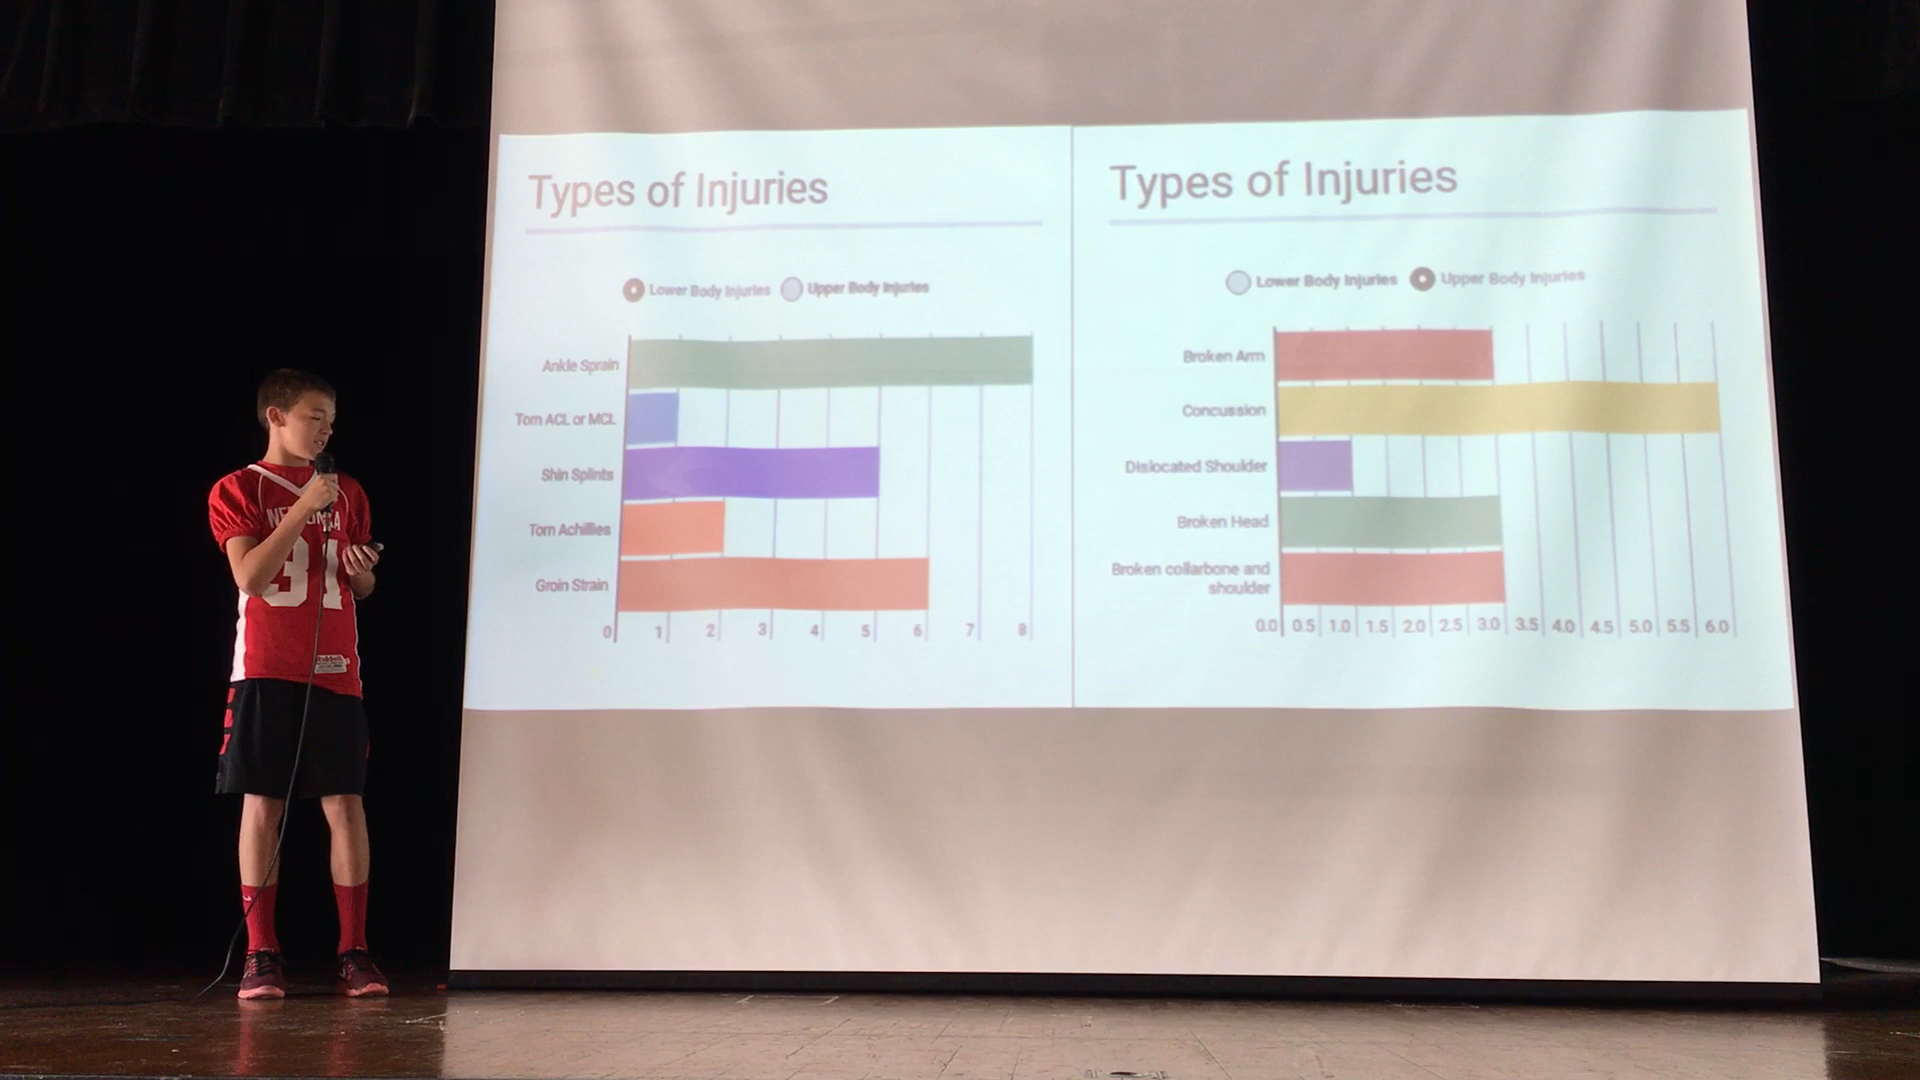 Types of Injuries
Lower Body Injuries Upper Body Injuries
Ankle Sprain
Torn ACL or MCL
Shin Splints
Torn Achillies
Groin Strain
0 1 2 3 4 5 6 7 8
Types of Injuries
Lower Body Injuries Upper Body Injuries
Broken Arm
Concussion
Dislocated Shoulder
Broken Head
Broken collarbone and
shoulder
0.0 0.5 1.0 1.5 2.0 2.5 3.0 3.5 4.0 4.5 5.0 5.5 6.0
31